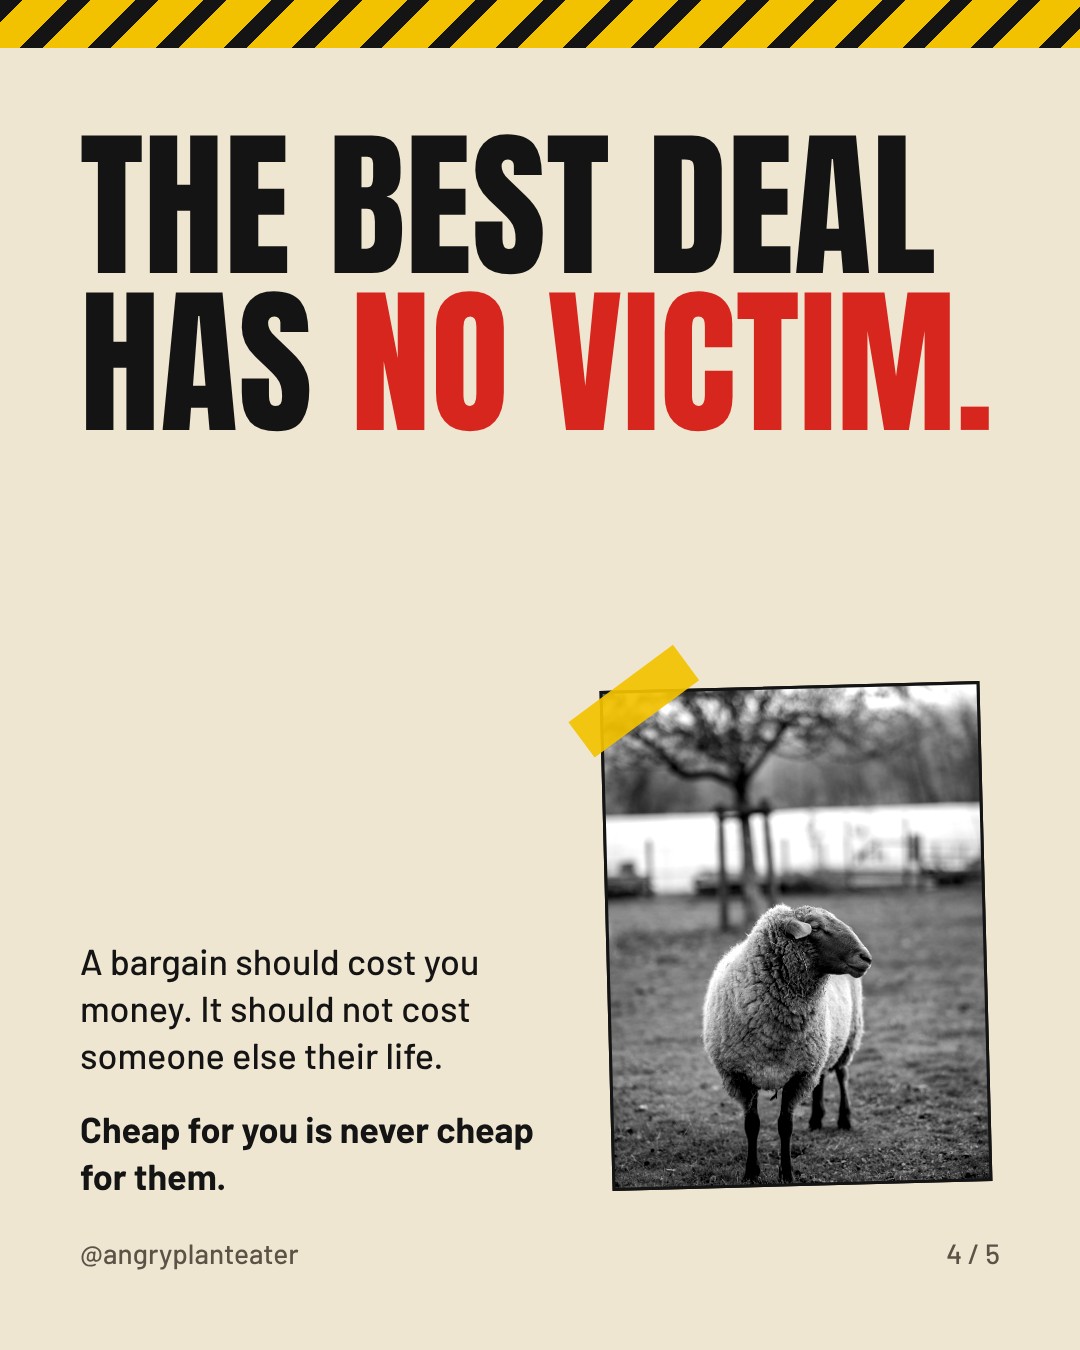 THE BEST DEAL
HAS NO VICTIM.
A bargain should cost you
money. It should not cost
someone else their life.
Cheap for you is never cheap
for them.
@angryplanteater
4 / 5